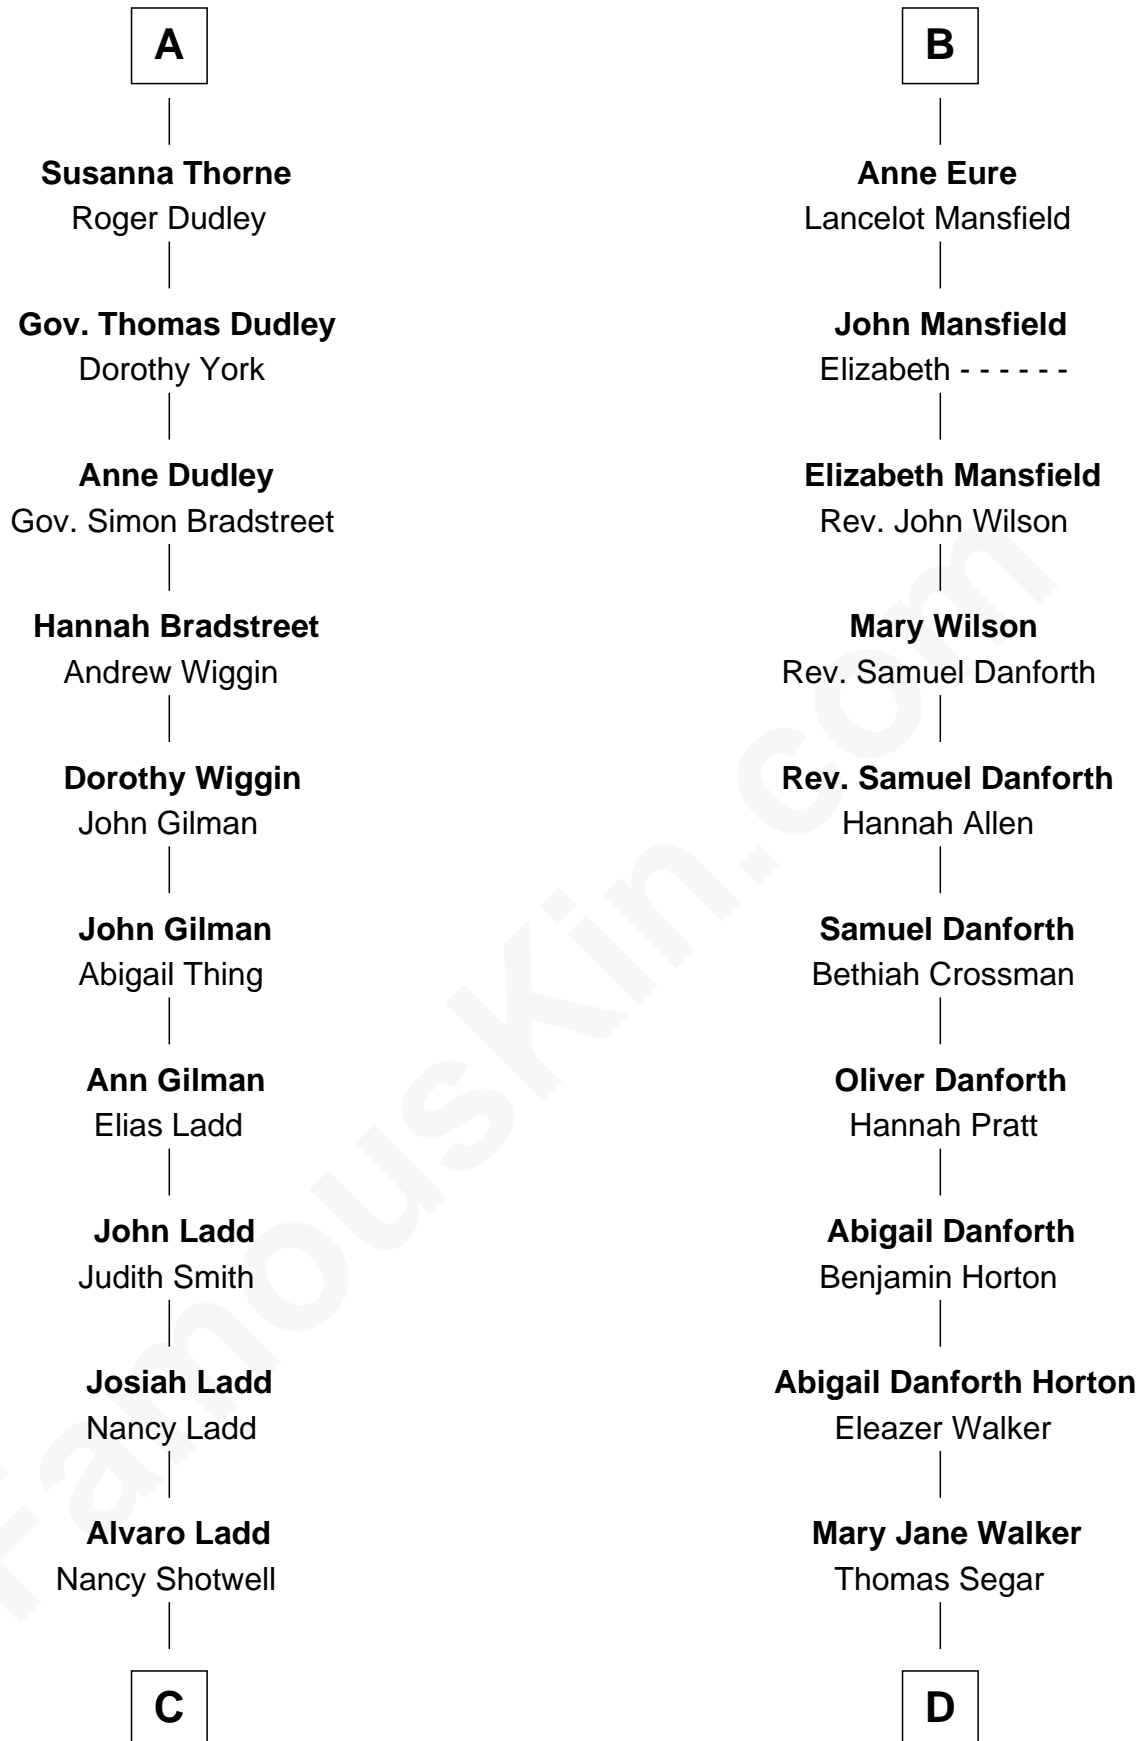 A
Susanna Thorne
Roger Dudley
Gov. Thomas Dudley
Dorothy York
Anne Dudley
Gov. Simon Bradstreet
Hannah Bradstreet
Andrew Wiggin
Dorothy Wiggin
John Gilman
John Gilman
Abigail Thing
Ann Gilman
Elias Ladd
John Ladd
Judith Smith
Josiah Ladd
Nancy Ladd
Alvaro Ladd
Nancy Shotwell
C
B
Anne Eure
Lancelot Mansfield
John Mansfield
Elizabeth - - - - - -
Elizabeth Mansfield
Rev. John Wilson
Mary Wilson
Rev. Samuel Danforth
Rev. Samuel Danforth
Hannah Allen
Samuel Danforth
Bethiah Crossman
Oliver Danforth
Hannah Pratt
Abigail Danforth
Benjamin Horton
Abigail Danforth Horton
Eleazer Walker
Mary Jane Walker
Thomas Segar
D
FamousKin.com